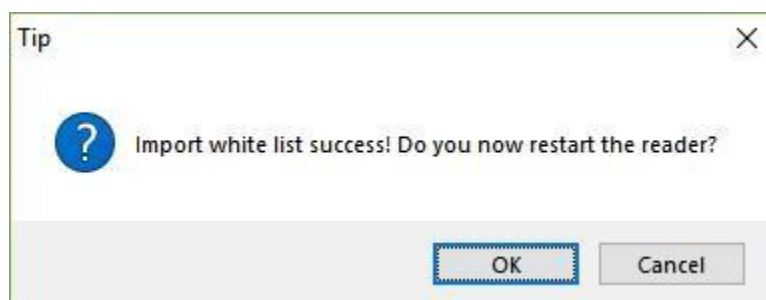 Tip
Import white list success! Do you now restart the reader?
OK
Cancel